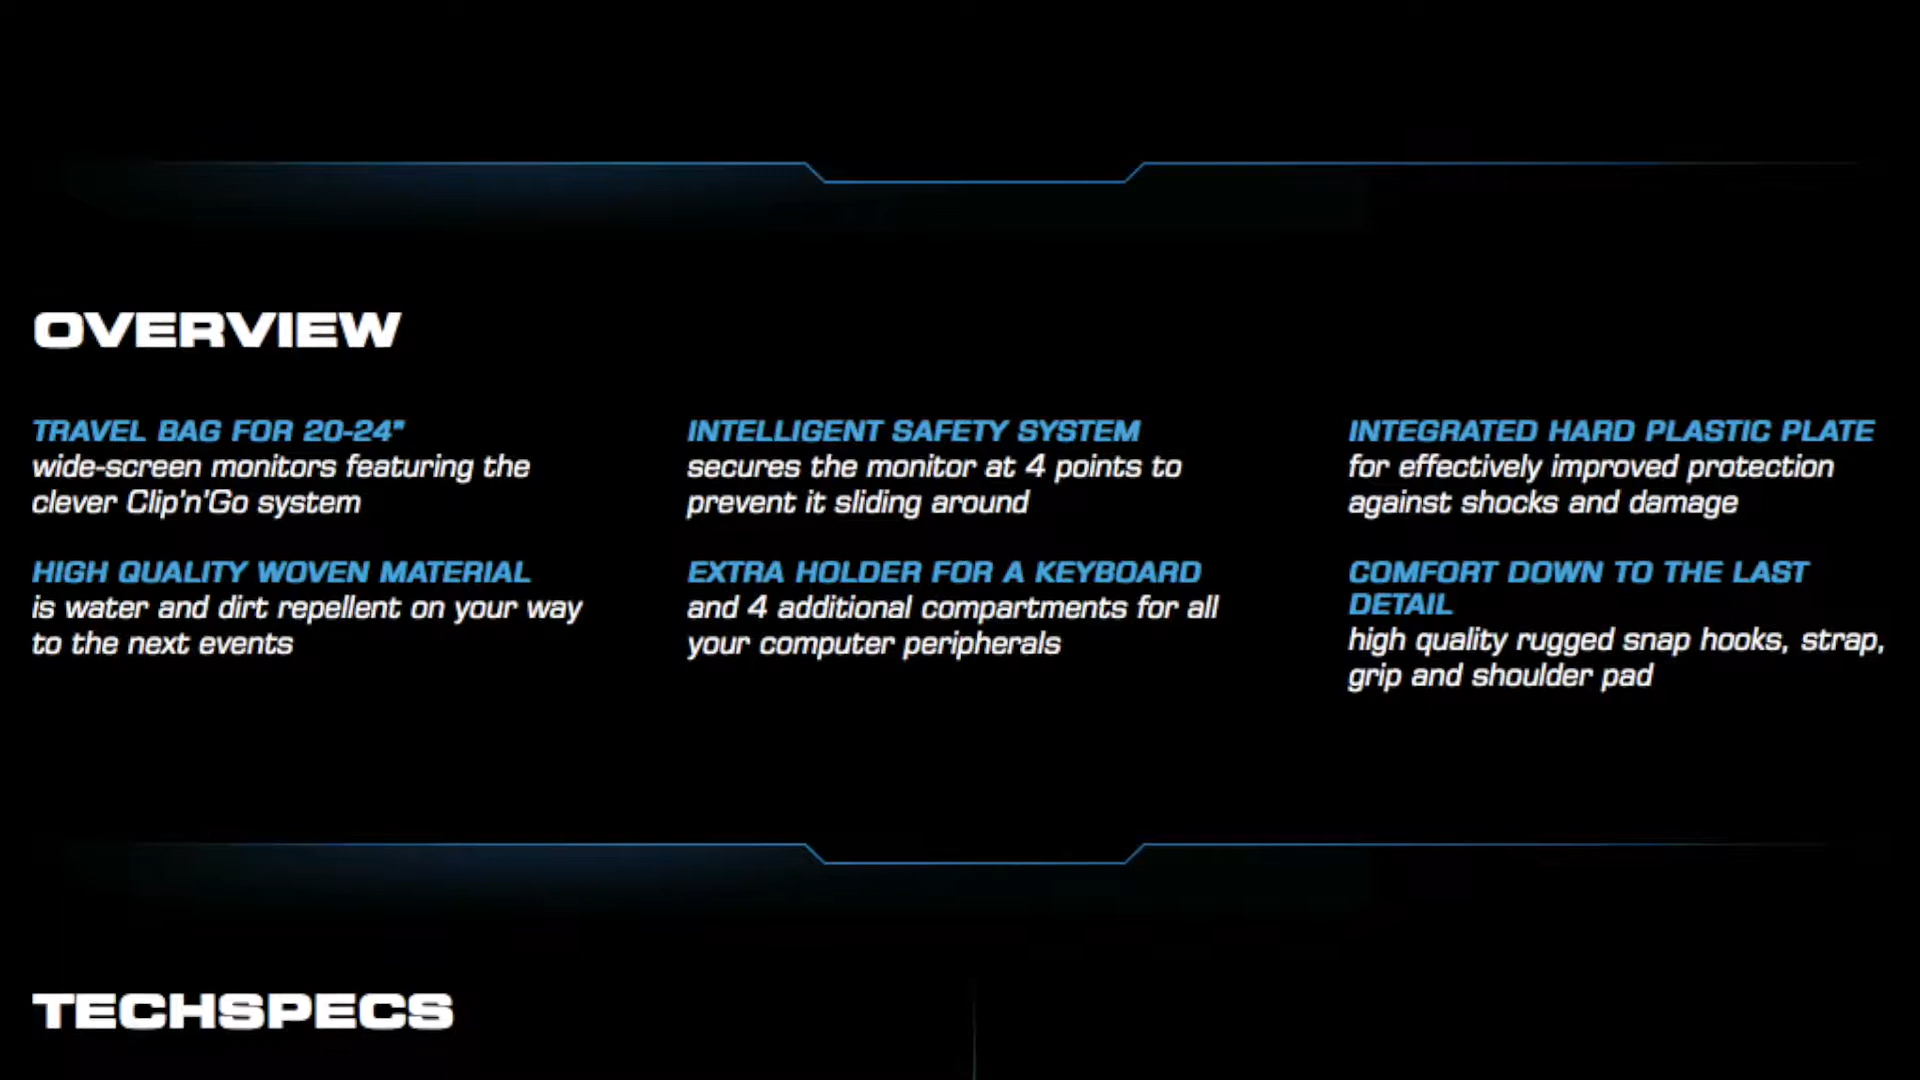 OVERVIEW
TRAVEL BAG FOR 20-24"
wide-screen monitors featuring the
clever Clip'n'Go system
INTELLIGENT SAFETY SYSTEM
secures the monitor at 4 points to
prevent it sliding around
INTEGRATED HARD PLASTIC PLATE
for effectively improved protection
against shocks and damage
HIGH QUALITY WOVEN MATERIAL
is water and dirt repellent on your way
to the next events
EXTRA HOLDER FOR A KEYBOARD
and 4 additional compartments for all
your computer peripherals
COMFORT DOWN TO THE LAST
DETAIL
high quality rugged snap hooks, strap,
grip and shoulder pad
TECHSPECS